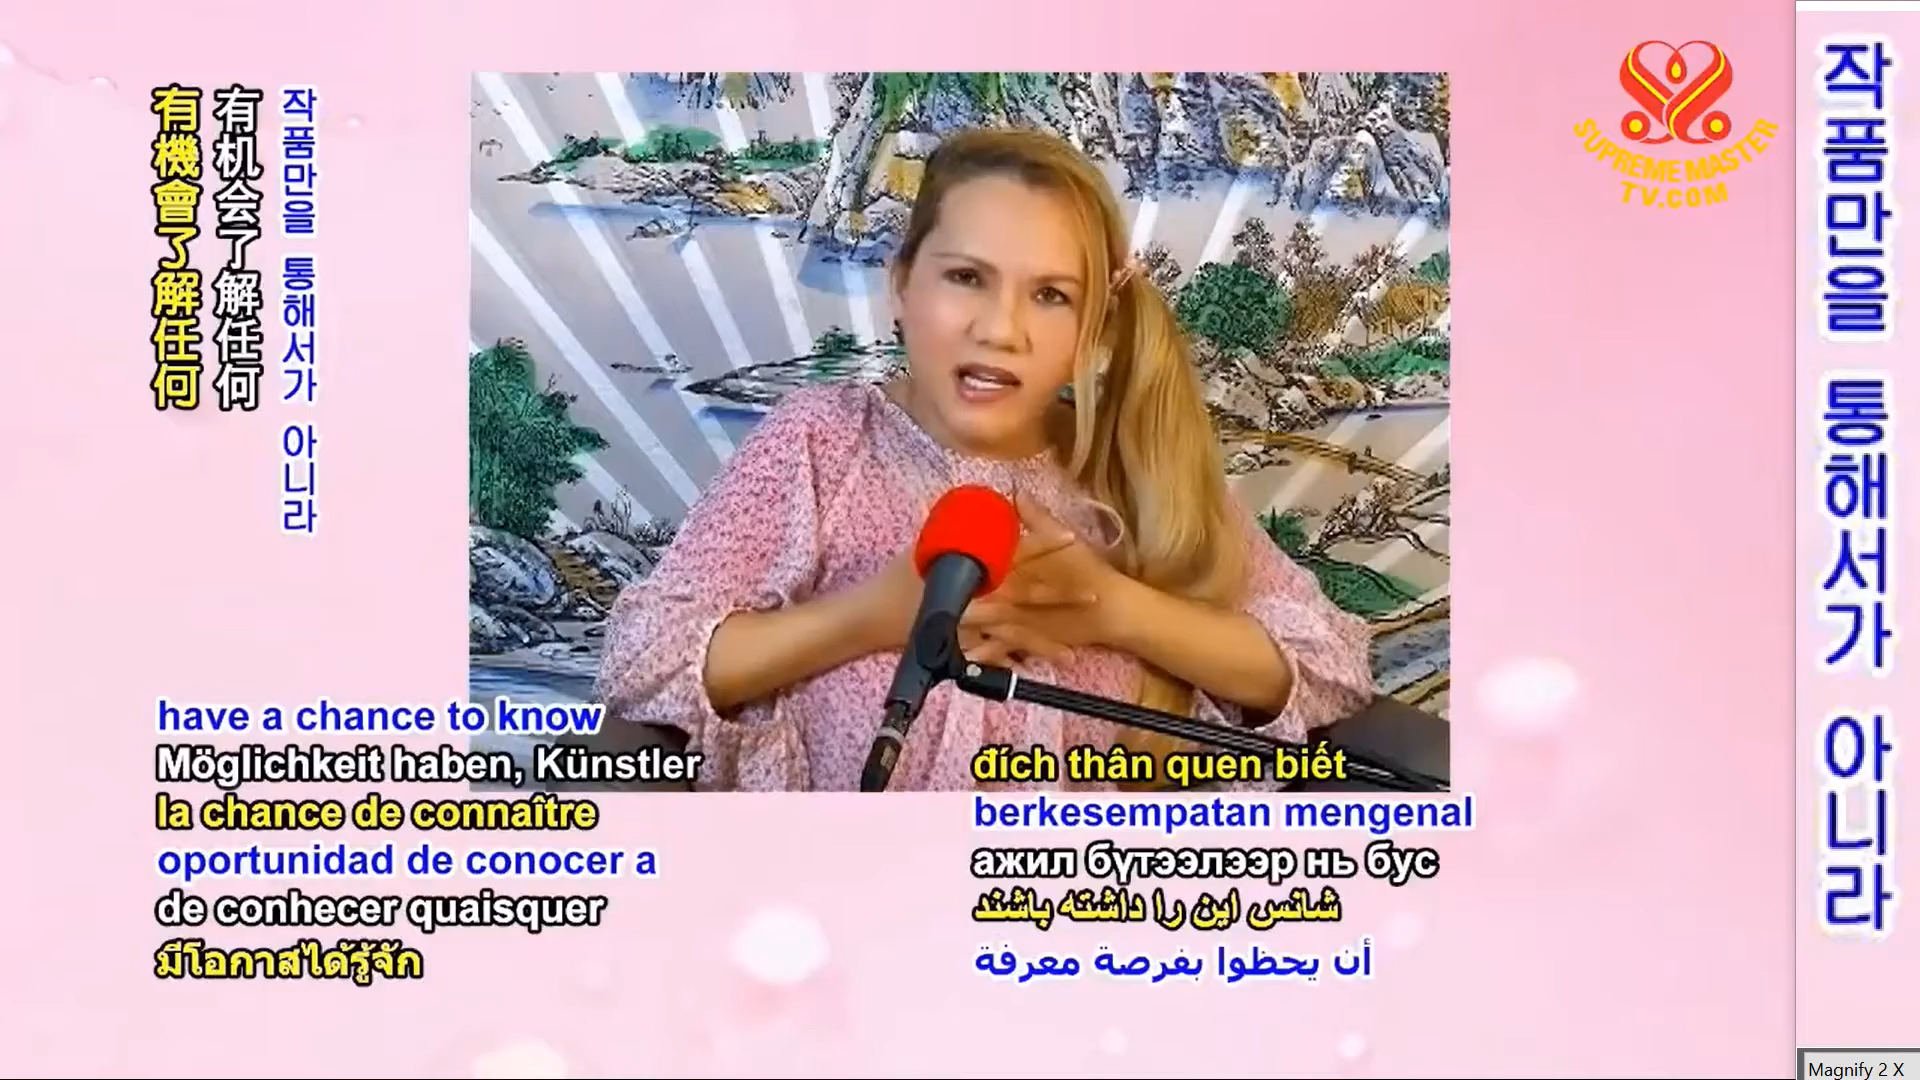 有機會了解任何
有机会了解任何
작품만을 통해서가 아니라
SUPREME MASTER
TV.COM
have a chance to know
Möglichkeit haben, Künstler
la chance de connaître
oportunidad de conocer a
de conhecer quaisquer
มีโอกาสได้รู้จัก
đích thân quen biết
berkesempatan mengenal
ажил бүтээлээр нь бус
شانس این را داشته باشند
أن يحظوا بفرصة معرفة
작품만을 통해서가 아니라
Magnify 2 X